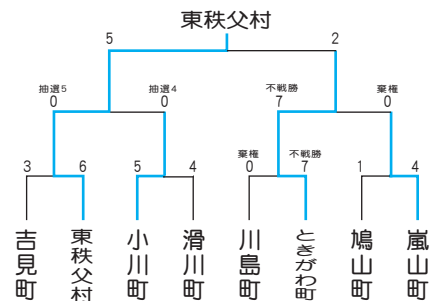 東秩父村
5
2
抽選5
0
抽選4
0
不戦勝
7
棄権
0
3
6
5
4
棄権
0
不戦勝
7
1
4
吉見町
東秩父村
小川町
滑川町
川島町
ときがわ町
鳩山町
嵐山町